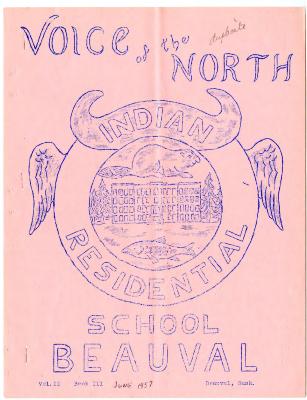 VOICE of the NORTH
duplicate
INDIAN
RESIDENTIAL
SCHOOL
BEAUVAL
Vol.II Book III JUNE 1957 Beauval, Sask.